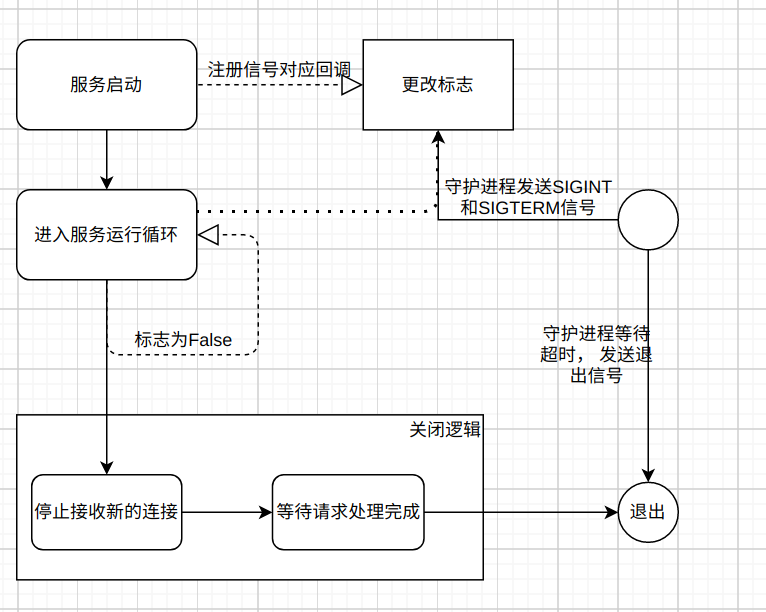 服务启动
注册信号对应回调
更改标志
守护进程发送SIGINT
和SIGTERM信号
进入服务运行循环
标志为False
守护进程等待
超时， 发送退
出信号
关闭逻辑
停止接收新的连接
等待请求处理完成
退出